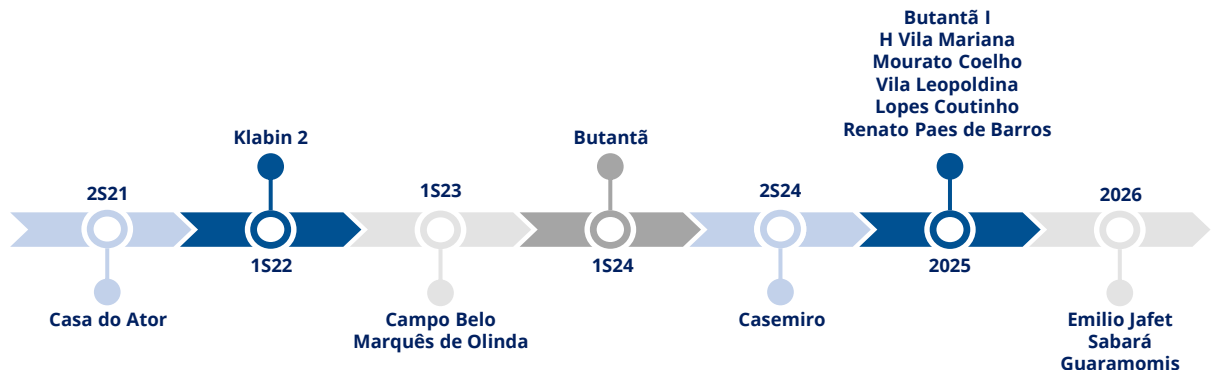 Butantã I
H Vila Mariana
Mourato Coelho
Vila Leopoldina
Lopes Coutinho
Renato Paes de Barros
Klabin 2
Butantã
2S21
1S23
2S24
2026
1S22
1S24
2025
Casa do Ator
Campo Belo
Marquês de Olinda
Casemiro
Emilio Jafet
Sabará
Guaramomis